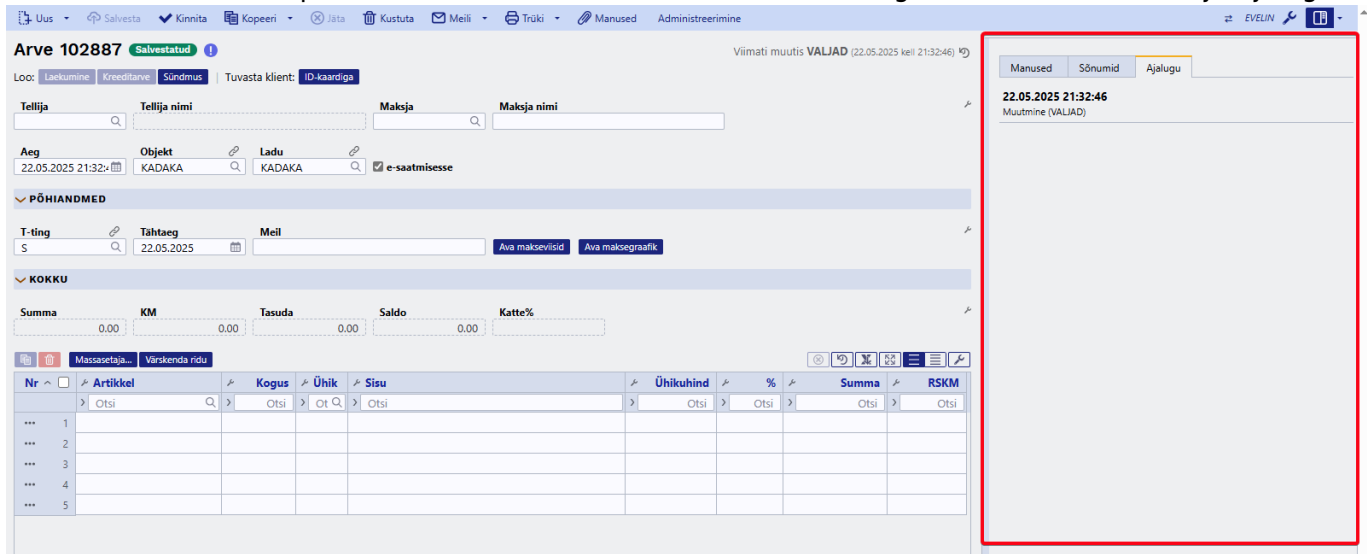 Uus Salvesta Kinnita Kopeeri Jäta Kustuta Meili Trüki Manused Administreerimine EVELIN
Arve 102887 Salvestatud Viimati muutis VALJAD (22.05.2025 kell 21:32:46)
Loo: Laekumine Kreeditarve Sündmus | Tuvasta klient: ID-kaardiga
Tellija Tellija nimi Maksja Maksja nimi
Aeg Objekt Ladu
22.05.2025 21:32:4 KADAKA KADAKA e-saatmisesse
PÕHIANDMED
T-ting Tähtaeg Meil
S 22.05.2025 Ava makseviisid Ava maksegraafik
KOKKU
Summa KM Tasuda Saldo Katte%
0.00 0.00 0.00 0.00
Massasetaja... Värskenda ridu
Nr Artikkel Kogus Ühik Sisu Ühikuhind % Summa RSKM
Otsi Otsi Ot Otsi Otsi Otsi Otsi Otsi
1
2
3
4
5
Manused Sõnumid Ajalugu
22.05.2025 21:32:46
Muutmine (VALJAD)